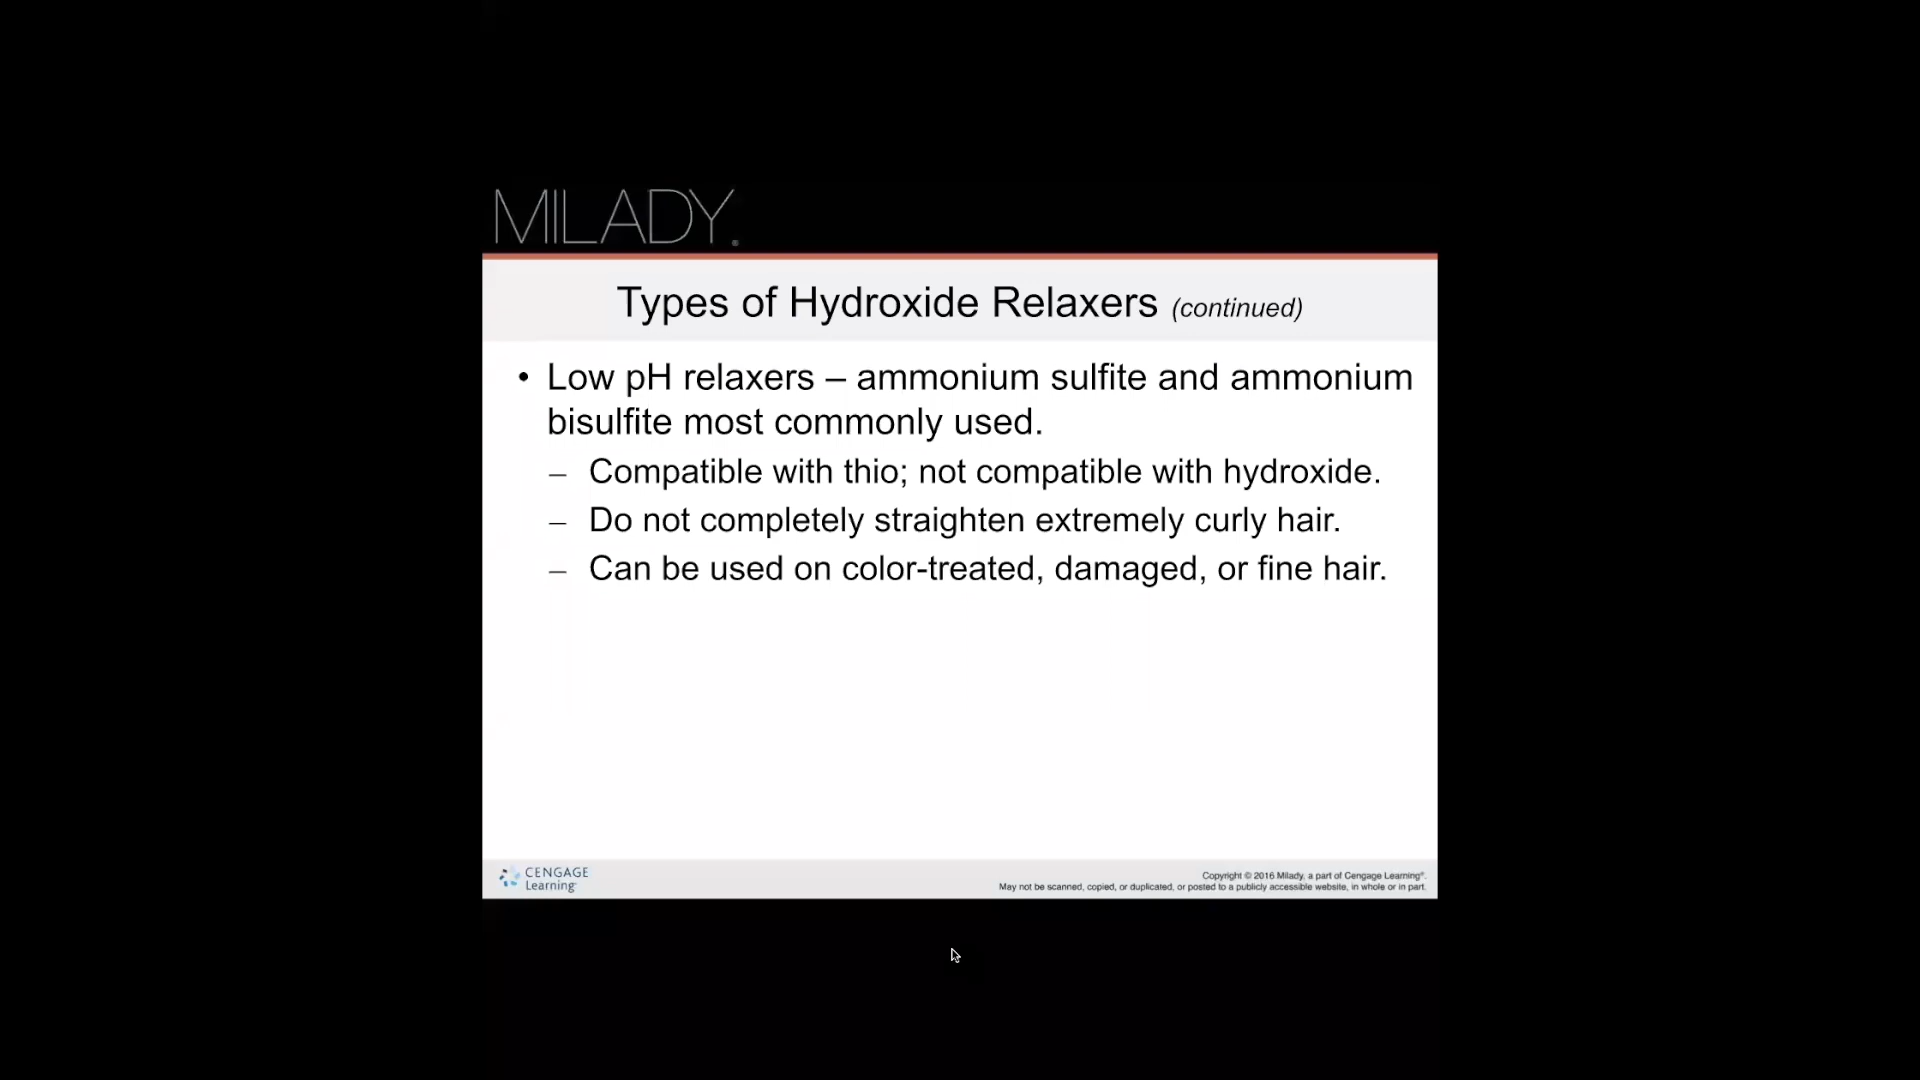 MILADY®
Types of Hydroxide Relaxers (continued)
• Low pH relaxers – ammonium sulfite and ammonium
bisulfite most commonly used.
– Compatible with thio; not compatible with hydroxide.
– Do not completely straighten extremely curly hair.
– Can be used on color-treated, damaged, or fine hair.
CENGAGE
Learning
Copyright © 2016 Milady, a part of Cengage Learning®.
May not be scanned, copied, or duplicated, or posted to a publicly accessible website, in whole or in part.